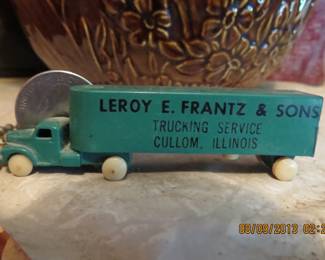 LEROY E. FRANTZ & SONS
TRUCKING SERVICE
CULLOM, ILLINOIS